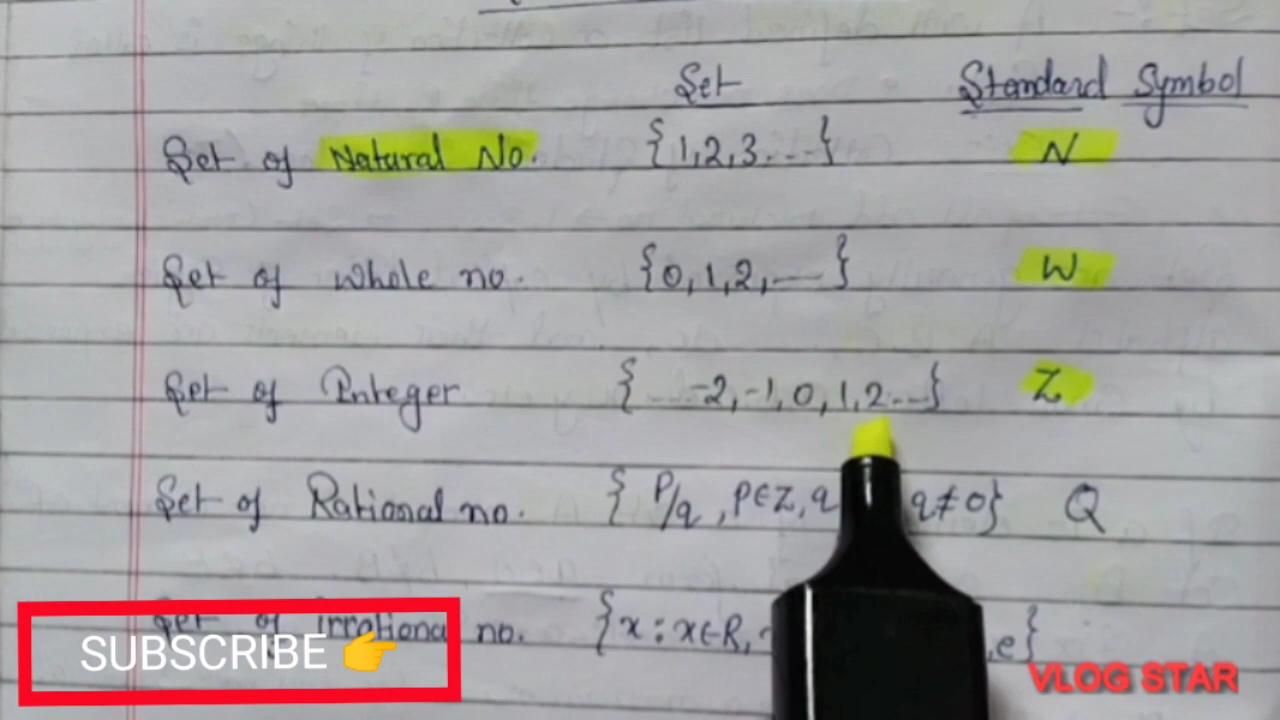 Set Standard Symbol
Set of Natural No. {1,2,3....} N
Set of Whole no. {0,1,2,---} W
Set of Integer {....-2,-1,0,1,2...} Z
Set of Rational no. { P/q ,P∈Z,q q≠0} Q
Set of irrational no. {x:x∈R, ,e}
SUBSCRIBE 👉
VLOG STAR